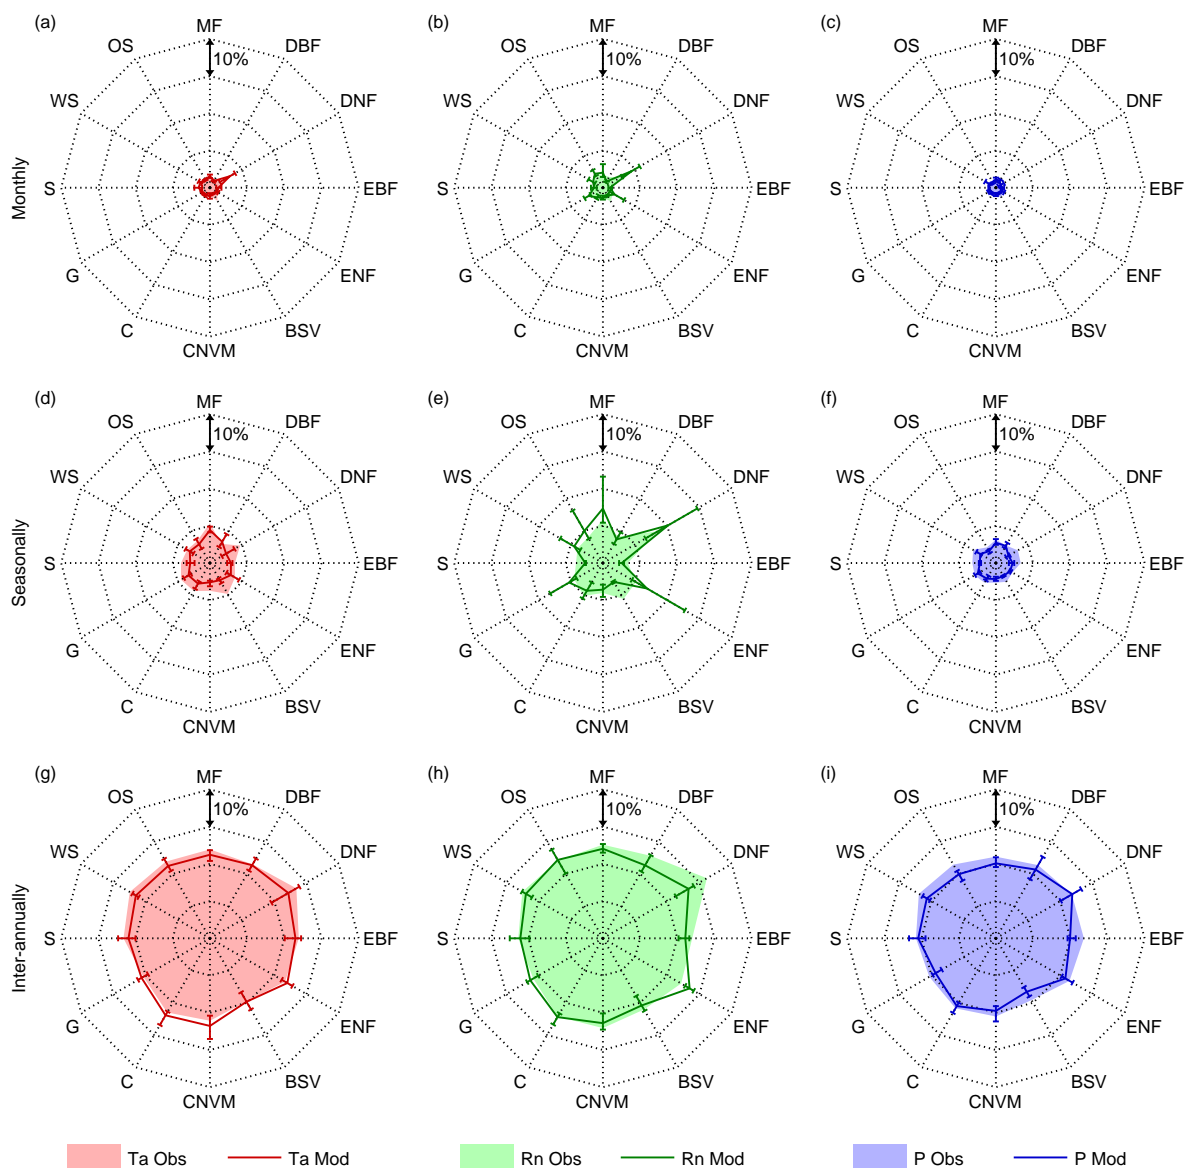 (a) (b) (c)
MF MF MF
OS DBF OS DBF OS DBF
10% 10% 10%
WS DNF WS DNF WS DNF
Monthly
S EBF S EBF S EBF
G ENF G ENF G ENF
C BSV C BSV C BSV
CNVM CNVM CNVM
(d) (e) (f)
MF MF MF
OS DBF OS DBF OS DBF
10% 10% 10%
WS DNF WS DNF WS DNF
Seasonally
S EBF S EBF S EBF
G ENF G ENF G ENF
C BSV C BSV C BSV
CNVM CNVM CNVM
(g) (h) (i)
MF MF MF
OS DBF OS DBF OS DBF
10% 10% 10%
WS DNF WS DNF WS DNF
Inter-annually
S EBF S EBF S EBF
G ENF G ENF G ENF
C BSV C BSV C BSV
CNVM CNVM CNVM
Ta Obs Ta Mod Rn Obs Rn Mod P Obs P Mod